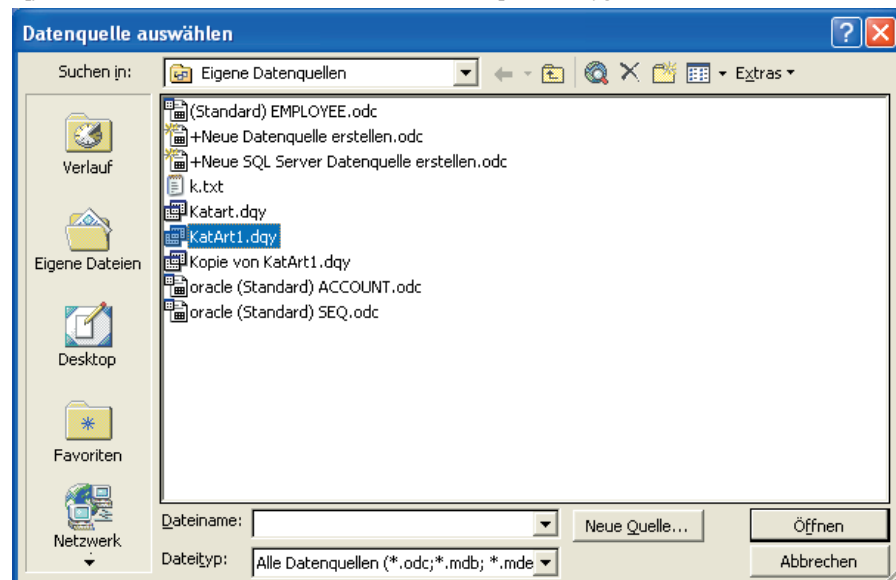 Datenquelle auswählen
Suchen in:
Eigene Datenquellen
Extras
Verlauf
Eigene Dateien
Desktop
Favoriten
Netzwerk
(Standard) EMPLOYEE.odc
+Neue Datenquelle erstellen.odc
+Neue SQL Server Datenquelle erstellen.odc
k.txt
Katart.dqy
KatArt1.dqy
Kopie von KatArt1.dqy
oracle (Standard) ACCOUNT.odc
oracle (Standard) SEQ.odc
Dateiname:
Neue Quelle...
Öffnen
Dateityp:
Alle Datenquellen (*.odc;*.mdb; *.mde
Abbrechen